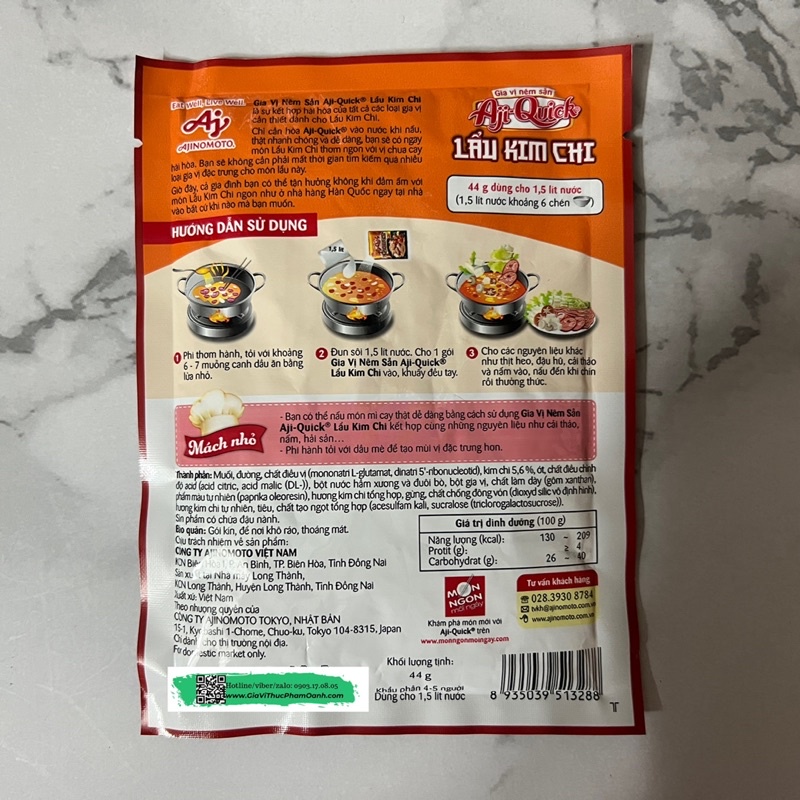 Eat Well, Live Well.
Aj
AJINOMOTO®
Gia Vị Nêm Sẵn Aji-Quick® Lẩu Kim Chi
là sự kết hợp hài hòa của tất cả các loại gia vị
cần thiết dành cho Lẩu Kim Chi.
Chỉ cần hòa Aji-Quick® vào nước khi nấu,
thật nhanh chóng và dễ dàng, bạn sẽ có ngay
món Lẩu Kim Chi thơm ngon với vị chua cay
hài hòa. Bạn sẽ không cần phải mất thời gian tìm kiếm quá nhiều
loại gia vị đặc trưng cho món lẩu này.
Giờ đây, cả gia đình bạn có thể tận hưởng không khí đầm ấm với
món Lẩu Kim Chi ngon như ở nhà hàng Hàn Quốc ngay tại nhà
vào bất cứ khi nào mà bạn muốn.
Gia vị nêm sẵn
Aji-Quick®
LẨU KIM CHI
44 g dùng cho 1,5 lít nước
(1,5 lít nước khoảng 6 chén)
HƯỚNG DẪN SỬ DỤNG
1,5 lít
1 Phi thơm hành, tỏi với khoảng
6 - 7 muỗng canh dầu ăn bằng
lửa nhỏ.
2 Đun sôi 1,5 lít nước. Cho 1 gói
Gia Vị Nêm Sẵn Aji-Quick®
Lẩu Kim Chi vào, khuấy đều tay.
3 Cho các nguyên liệu khác
như thịt heo, đậu hủ, cải thảo
và nấm vào, nấu đến khi chín
rồi thưởng thức.
Mách nhỏ
- Bạn có thể nấu món mì cay thật dễ dàng bằng cách sử dụng Gia Vị Nêm Sẵn
Aji-Quick® Lẩu Kim Chi kết hợp cùng những nguyên liệu như cải thảo,
nấm, hải sản...
- Phi hành tỏi với dầu mè để tạo mùi vị đặc trưng hơn.
Thành phần: Muối, đường, chất điều vị (mononatri L-glutamat, dinatri 5'-ribonucleotid), kim chi 5,6 %, ớt, chất điều chỉnh
độ acid (acid citric, acid malic (DL-)), bột nước hầm xương và đuôi bò, bột gia vị, chất làm dày (gôm xanthan),
phẩm màu tự nhiên (paprika oleoresin), hương kim chi tổng hợp, gừng, chất chống đông vón (dioxyd silic vô định hình),
hương kim chi tự nhiên, tiêu, chất tạo ngọt tổng hợp (acesulfam kali, sucralose (triclorogalactosucrose)).
Sản phẩm có chứa đậu nành.
Bảo quản: Gói kín, để nơi khô ráo, thoáng mát.
Chịu trách nhiệm về sản phẩm:
CÔNG TY AJINOMOTO VIỆT NAM
KCN Biên Hòa 1, P. An Bình, TP. Biên Hòa, Tỉnh Đồng Nai
Sản xuất tại Nhà máy Long Thành,
KCN Long Thành, Huyện Long Thành, Tỉnh Đồng Nai
Xuất xứ: Việt Nam
Theo nhượng quyền của
CÔNG TY AJINOMOTO TOKYO, NHẬT BẢN
15-1, Kyobashi 1-Chome, Chuo-ku, Tokyo 104-8315, Japan
Chỉ dành cho thị trường nội địa.
For domestic market only.
Giá trị dinh dưỡng (100 g)
Năng lượng (kcal): 130 – 209
Protit (g): ≥ 4
Carbohydrat (g): 26 – 40
MÓN NGON
mỗi ngày
Khám phá món mới với
Aji-Quick® trên
www.monngonmoingay.com
Tư vấn khách hàng
028.3930 8784
tvkh@ajinomoto.com.vn
www.ajinomoto.com.vn
Hotline/viber/zalo: 0903.17.08.05
www.GiaViThucPhamOanh.com
Khối lượng tịnh:
44 g
Khẩu phần 4-5 người
Dùng cho 1,5 lít nước
8 935039 513288